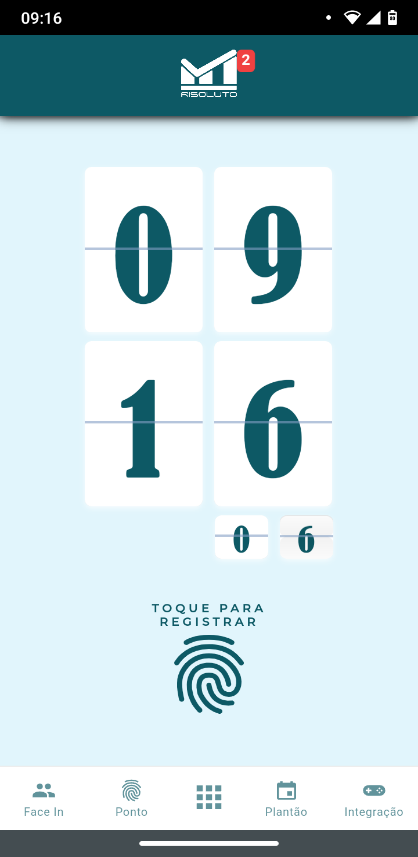 09:16
2
RISOLUTO
0 9
1 6
0 6
TOQUE PARA
REGISTRAR
Face In Ponto Plantão Integração